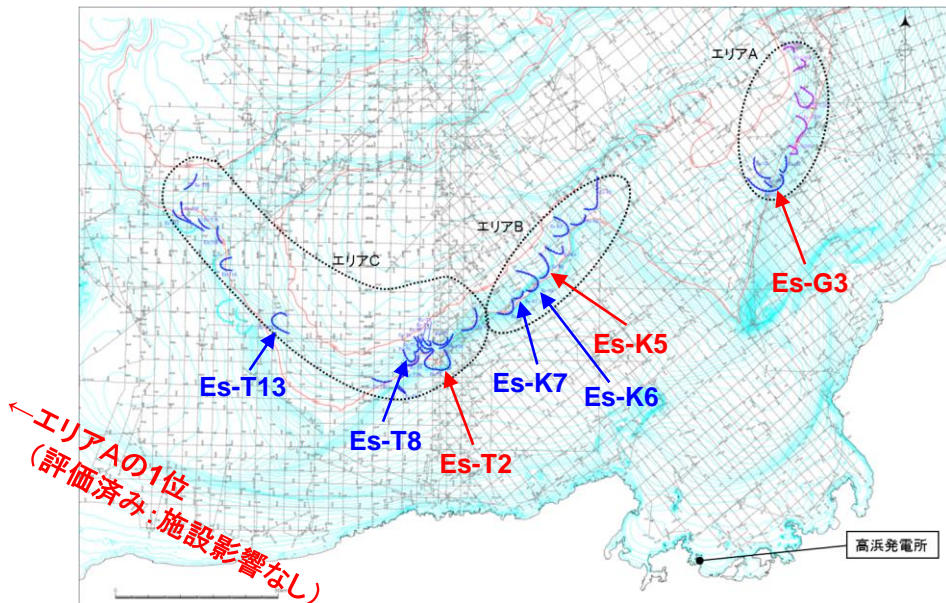 エリアA
エリアB
エリアC
Es-G3
Es-K5
Es-K6
Es-K7
Es-T13
Es-T8
Es-T2
←エリアAの1位
（評価済み：施設影響なし）
高浜発電所